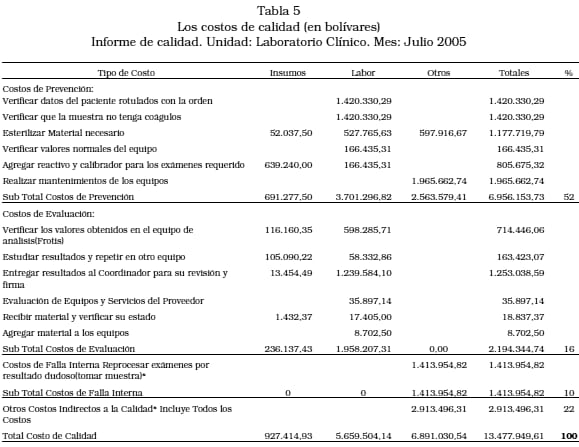 Tabla 5
Los costos de calidad (en bolívares)
Informe de calidad. Unidad: Laboratorio Clínico. Mes: Julio 2005
Tipo de Costo Insumos Labor Otros Totales %
Costos de Prevención:
Verificar datos del paciente rotulados con la orden 1.420.330,29 1.420.330,29
Verificar que la muestra no tenga coágulos 1.420.330,29 1.420.330,29
Esterilizar Material necesario 52.037,50 527.765,63 597.916,67 1.177.719,79
Verificar valores normales del equipo 166.435,31 166.435,31
Agregar reactivo y calibrador para los exámenes requerido 639.240,00 166.435,31 805.675,32
Realizar mantenimientos de los equipos 1.965.662,74 1.965.662,74
Sub Total Costos de Prevención 691.277,50 3.701.296,82 2.563.579,41 6.956.153,73 52
Costos de Evaluación:
Verificar los valores obtenidos en el equipo de 116.160,35 598.285,71 714.446,06
análisis(Frotis)
Estudiar resultados y repetir en otro equipo 105.090,22 58.332,86 163.423,07
Entregar resultados al Coordinador para su revisión y 13.454,49 1.239.584,10 1.253.038,59
firma
Evaluación de Equipos y Servicios del Proveedor 35.897,14 35.897,14
Recibir material y verificar su estado 1.432,37 17.405,00 18.837,37
Agregar material a los equipos 8.702,50 8.702,50
Sub Total Costos de Evaluación 236.137,43 1.958.207,31 0,00 2.194.344,74 16
Costos de Falla Interna Reprocesar exámenes por 1.413.954,82 1.413.954,82
resultado dudoso(tomar muestra)*
Sub Total Costos de Falla Interna 0 0 1.413.954,82 1.413.954,82 10
Otros Costos Indirectos a la Calidad* Incluye Todos los 2.913.496,31 2.913.496,31 22
Costos
Total Costo de Calidad 927.414,93 5.659.504,14 6.891.030,54 13.477.949,61 100